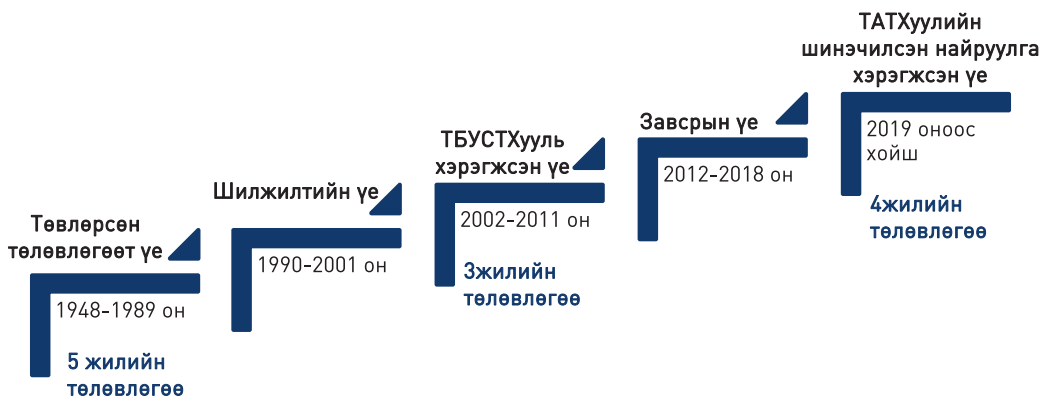 Төвлөрсөн
төлөвлөгөөт үе
1948-1989 он
5 жилийн
төлөвлөгөө
Шилжилтийн үе
1990-2001 он
ТБУСТХууль
хэрэгжсэн үе
2002-2011 он
3жилийн
төлөвлөгөө
Завсрын үе
2012-2018 он
ТАТХуулийн
шинэчилсэн найруулга
хэрэгжсэн үе
2019 оноос
хойш
4жилийн
төлөвлөгөө